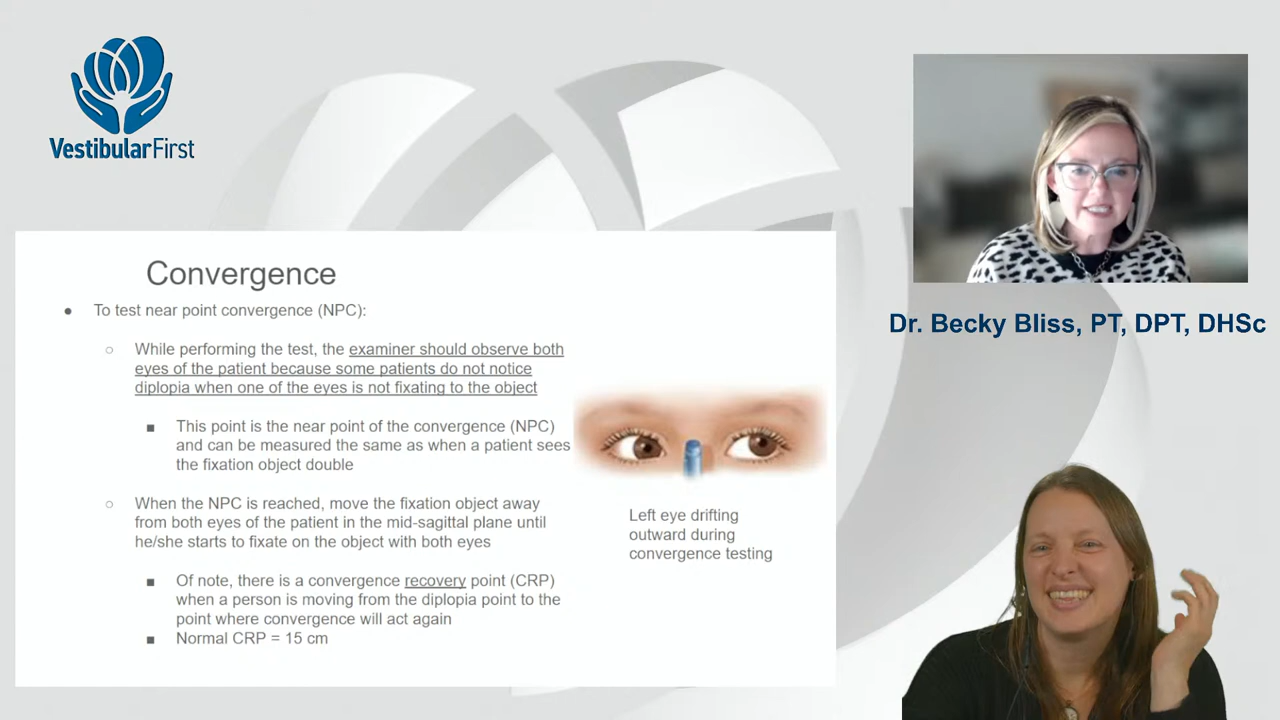 VestibularFirst
Dr. Becky Bliss, PT, DPT, DHSc
Convergence
● To test near point convergence (NPC):
○ While performing the test, the examiner should observe both
eyes of the patient because some patients do not notice
diplopia when one of the eyes is not fixating to the object
■ This point is the near point of the convergence (NPC)
and can be measured the same as when a patient sees
the fixation object double
○ When the NPC is reached, move the fixation object away
from both eyes of the patient in the mid-sagittal plane until
he/she starts to fixate on the object with both eyes
■ Of note, there is a convergence recovery point (CRP)
when a person is moving from the diplopia point to the
point where convergence will act again
■ Normal CRP = 15 cm
Left eye drifting
outward during
convergence testing